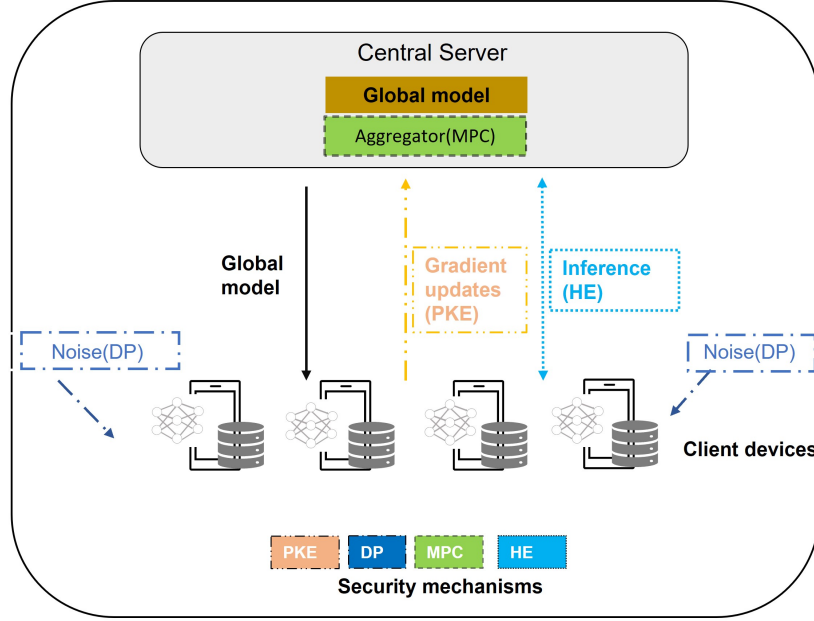 Central Server
Global model
Aggregator(MPC)
Global
model
Gradient
updates
(PKE)
Inference
(HE)
Noise(DP)
Noise(DP)
Client devices
PKE
DP
MPC
HE
Security mechanisms